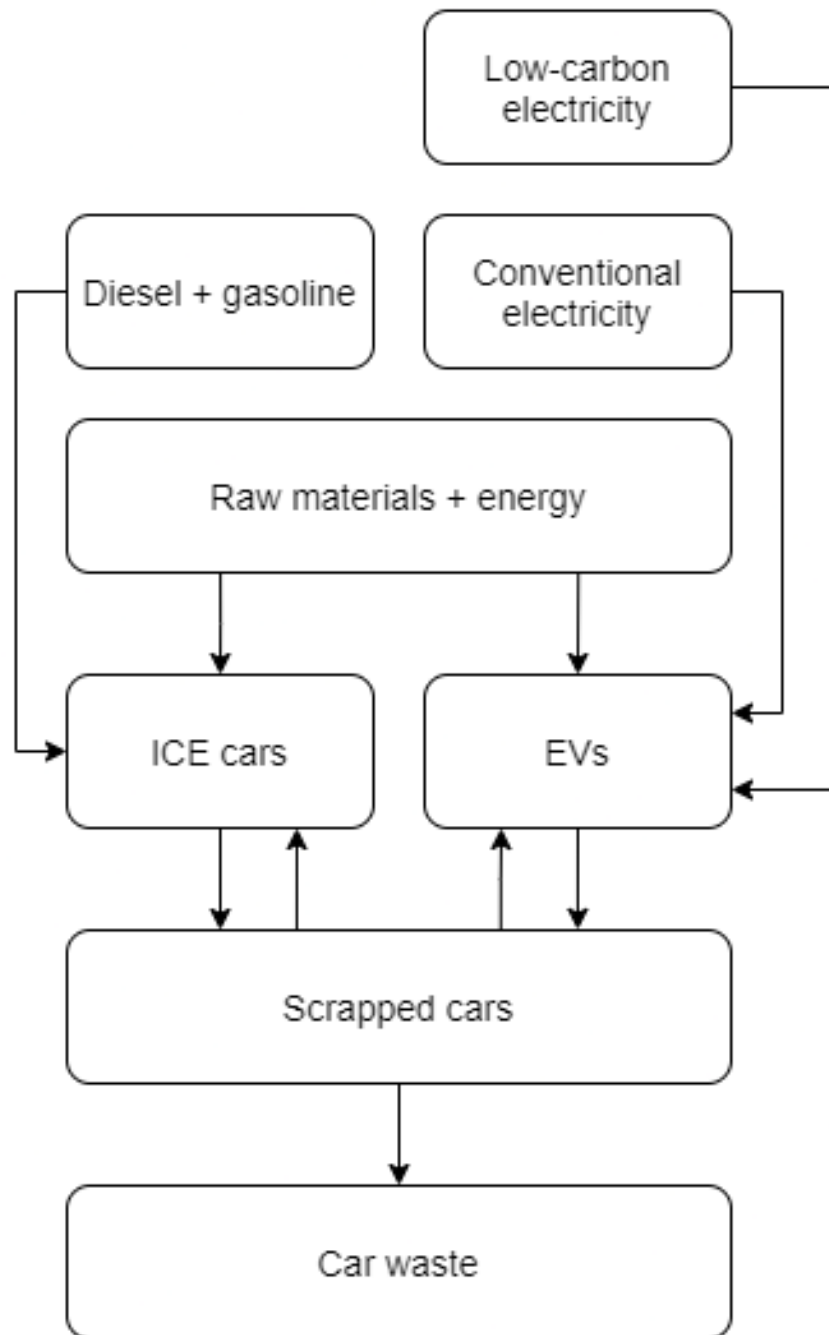 Low-carbon
electricity
Diesel + gasoline
Conventional
electricity
Raw materials + energy
ICE cars
EVs
Scrapped cars
Car waste